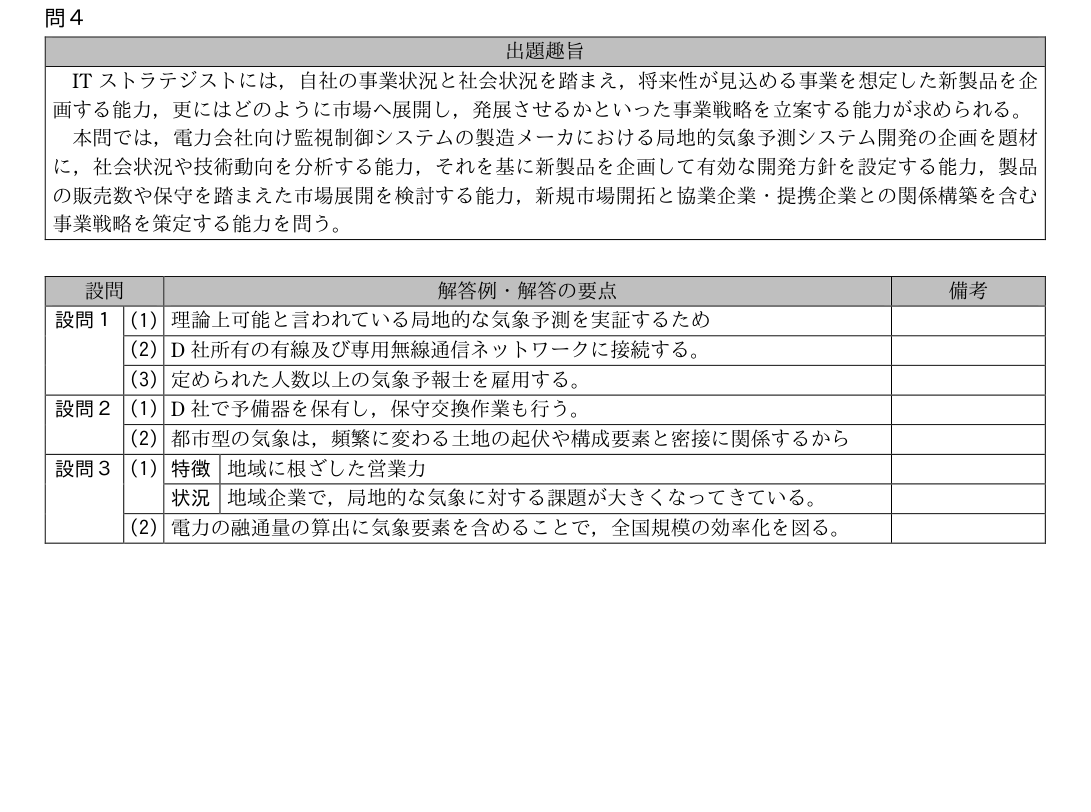 問４
出題趣旨
IT ストラテジストには，自社の事業状況と社会状況を踏まえ，将来性が見込める事業を想定した新製品を企
画する能力，更にはどのように市場へ展開し，発展させるかといった事業戦略を立案する能力が求められる。
本問では，電力会社向け監視制御システムの製造メーカにおける局地的気象予測システム開発の企画を題材
に，社会状況や技術動向を分析する能力，それを基に新製品を企画して有効な開発方針を設定する能力，製品
の販売数や保守を踏まえた市場展開を検討する能力，新規市場開拓と協業企業・提携企業との関係構築を含む
事業戦略を策定する能力を問う。
設問 解答例・解答の要点 備考
設問１ (1) 理論上可能と言われている局地的な気象予測を実証するため
(2) D 社所有の有線及び専用無線通信ネットワークに接続する。
(3) 定められた人数以上の気象予報士を雇用する。
設問２ (1) D 社で予備器を保有し，保守交換作業も行う。
(2) 都市型の気象は，頻繁に変わる土地の起伏や構成要素と密接に関係するから
設問３ (1) 特徴 地域に根ざした営業力
状況 地域企業で，局地的な気象に対する課題が大きくなってきている。
(2) 電力の融通量の算出に気象要素を含めることで，全国規模の効率化を図る。